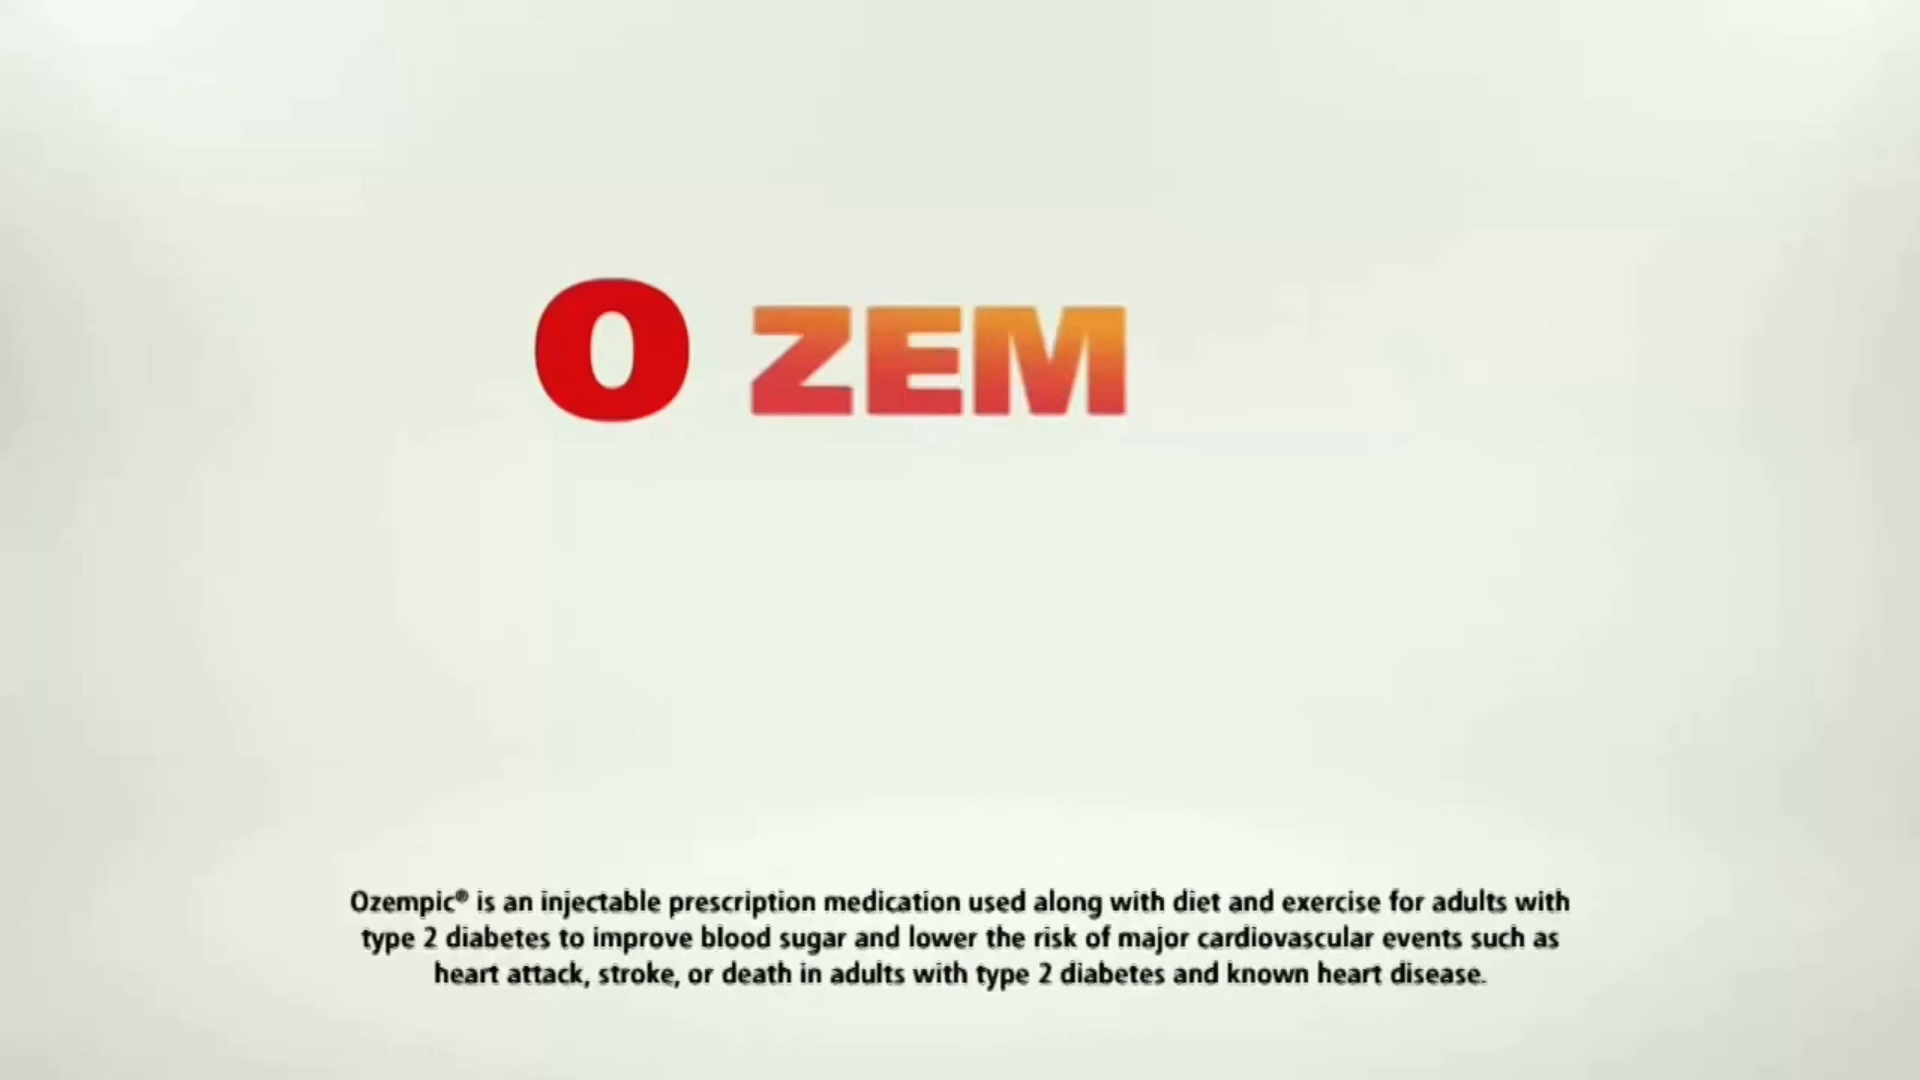 O ZEM
Ozempic® is an injectable prescription medication used along with diet and exercise for adults with
type 2 diabetes to improve blood sugar and lower the risk of major cardiovascular events such as
heart attack, stroke, or death in adults with type 2 diabetes and known heart disease.